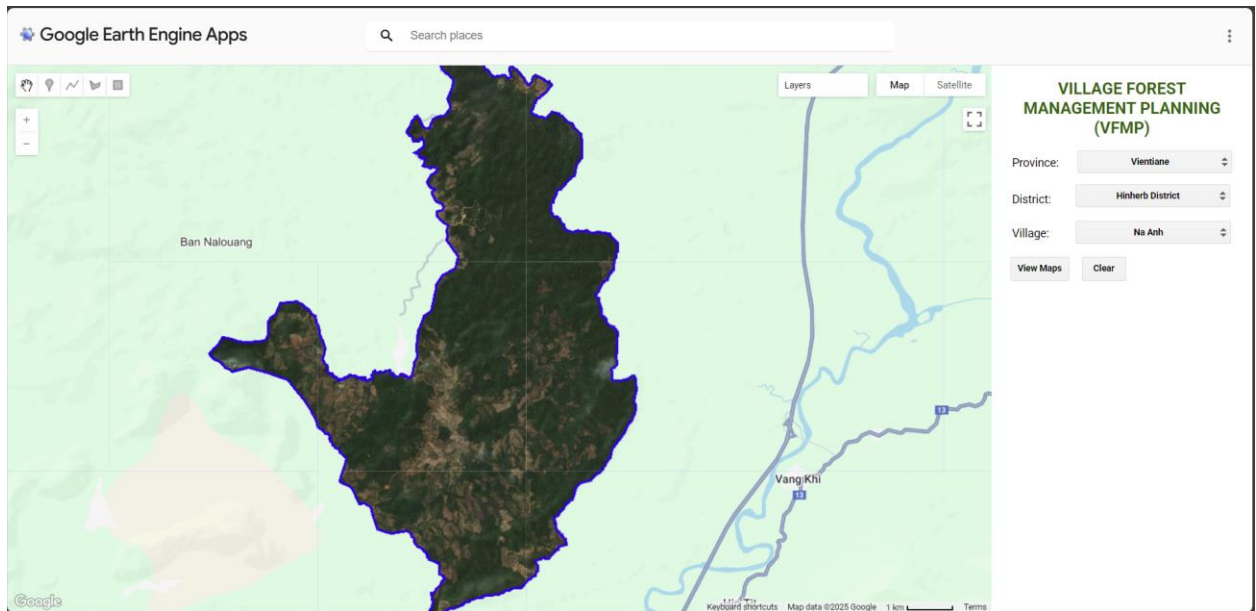 Google Earth Engine Apps
Search places
Layers
Map
Satellite
VILLAGE FOREST
MANAGEMENT PLANNING
(VFMP)
Province:
Vientiane
District:
Hinherb District
Village:
Na Anh
View Maps
Clear
+
−
Ban Nalouang
13
Vang Khi
13
Google
Keyboard shortcuts
Map data ©2025 Google
1 km
Terms